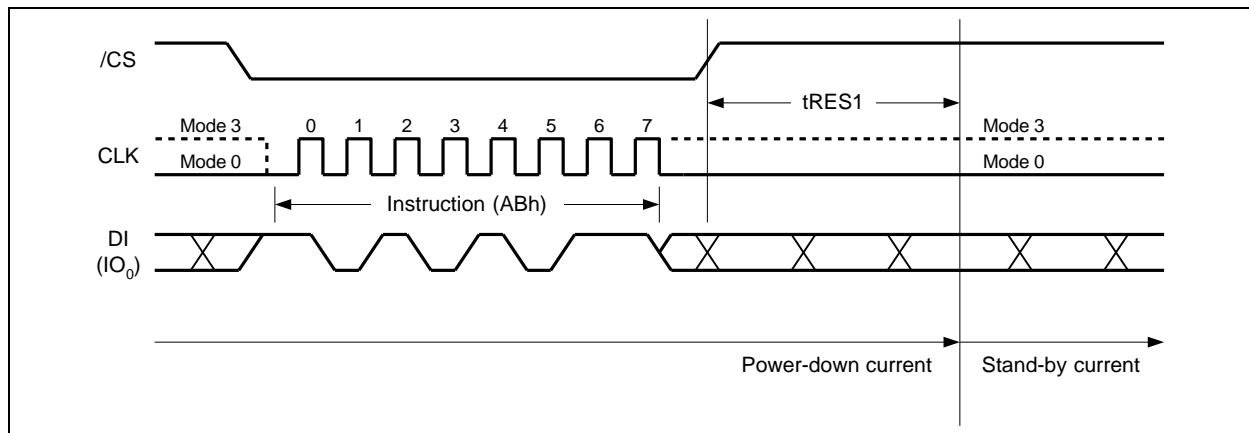 /CS
tRES1
Mode 3 0 1 2 3 4 5 6 7 Mode 3
CLK
Mode 0 Mode 0
Instruction (ABh)
DI
(IO0)
Power-down current Stand-by current